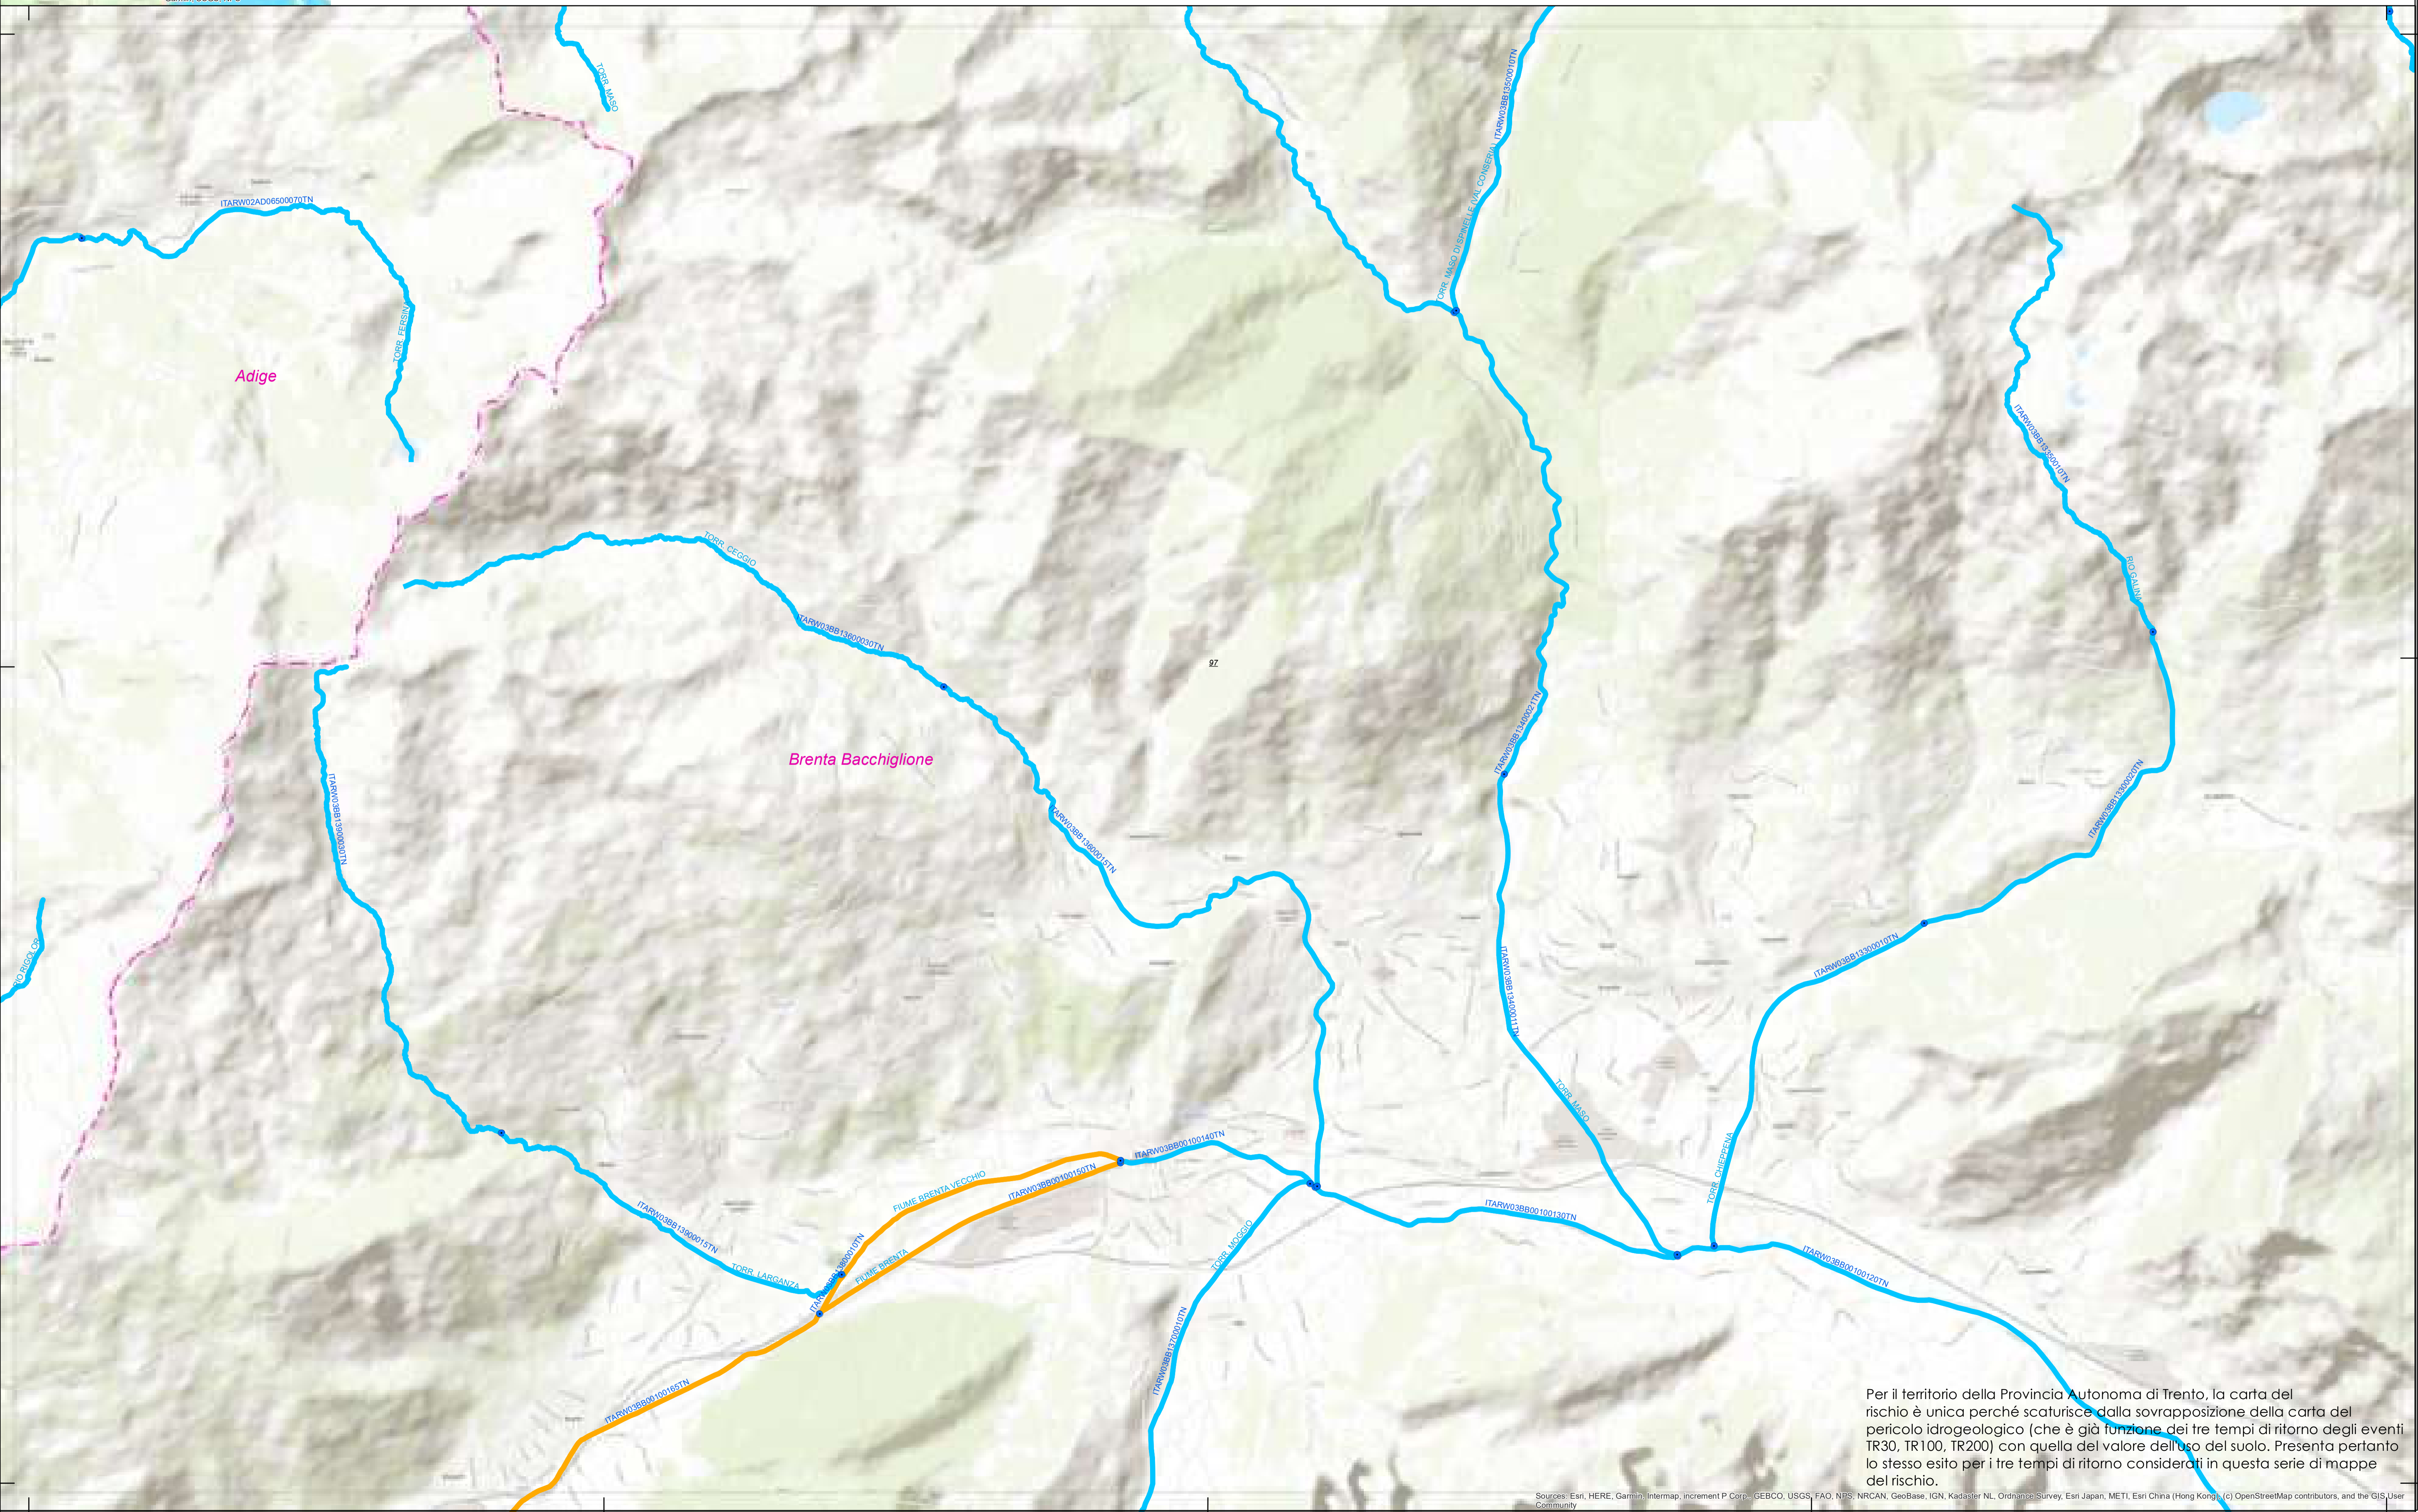 TORR. MASO
ITARW03BB13500010TN
TORR. MASO DI SPINELLE (VAL CONSERIA)
ITARW02AD06500070TN
TORR. FERSINA
Adige
ITARW03BB13350010TN
TORR. CEGGIO
RIO GALINA
ITARW03BB13600030TN
97
ITARW03BB13400021TN
Brenta Bacchiglione
ITARW03BB13900030TN
ITARW03BB13300020TN
ITARW03BB13600015TN
RIO RIGOLOR
ITARW03BB13300010TN
ITARW03BB13400011TN
TORR. MASO
ITARW03BB00100140TN
TORR. CHIEPPENA
FIUME BRENTA VECCHIO
ITARW03BB00100150TN
ITARW03BB13900015TN
ITARW03BB00100130TN
TORR. MOGGIO
ITARW03BB13800010TN
FIUME BRENTA
TORR. LARGANZA
ITARW03BB00100120TN
ITARW03BB13700010TN
ITARW03BB00100165TN
Per il territorio della Provincia Autonoma di Trento, la carta del
rischio è unica perché scaturisce dalla sovrapposizione della carta del
pericolo idrogeologico (che è già funzione dei tre tempi di ritorno degli eventi
TR30, TR100, TR200) con quella del valore dell'uso del suolo. Presenta pertanto
lo stesso esito per i tre tempi di ritorno considerati in questa serie di mappe
del rischio.
Sources: Esri, HERE, Garmin, Intermap, increment P Corp., GEBCO, USGS, FAO, NPS, NRCAN, GeoBase, IGN, Kadaster NL, Ordnance Survey, Esri Japan, METI, Esri China (Hong Kong), (c) OpenStreetMap contributors, and the GIS User
Community